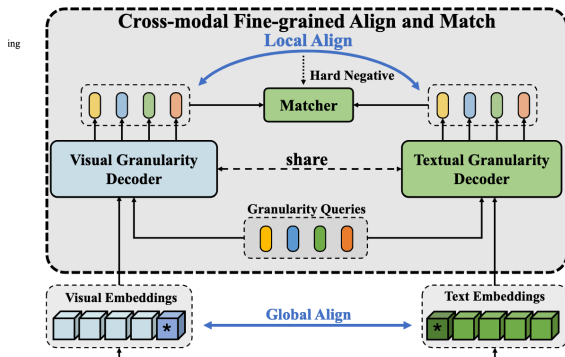 Cross-modal Fine-grained Align and Match
ing
Local Align
Hard Negative
Matcher
Visual Granularity
Decoder
share
Textual Granularity
Decoder
Granularity Queries
Visual Embeddings
Text Embeddings
*
*
Global Align